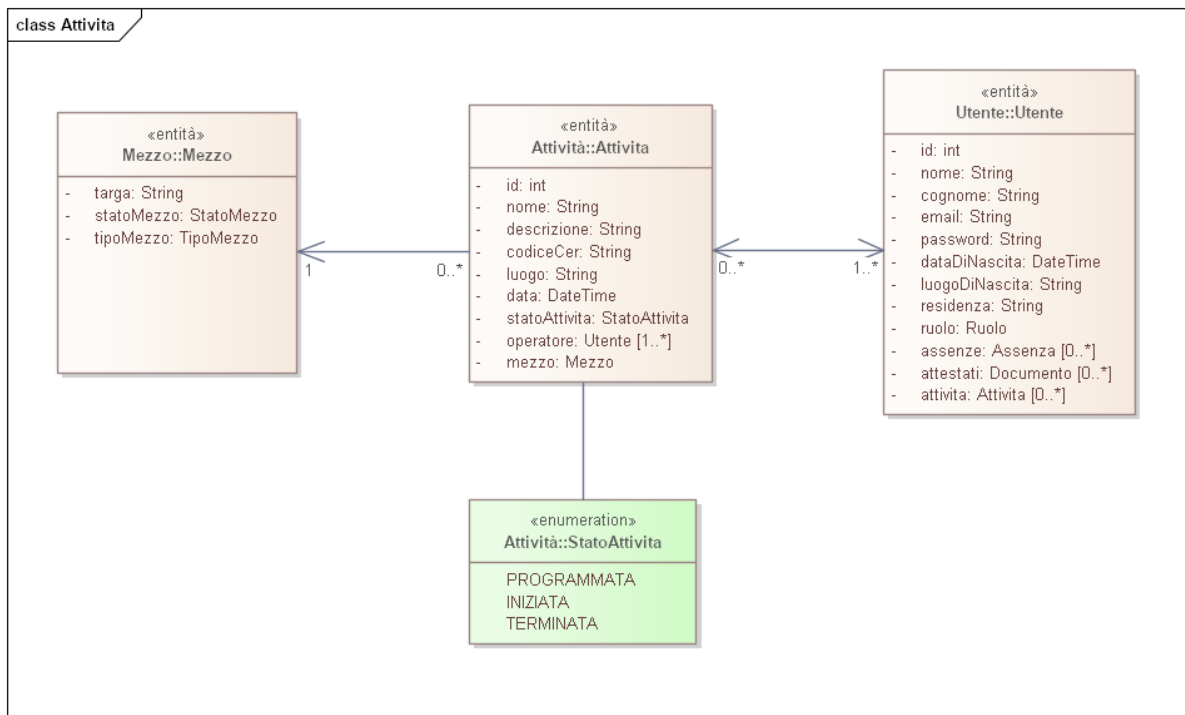 class Attivita
«entità»
Mezzo::Mezzo
- targa: String
- statoMezzo: StatoMezzo
- tipoMezzo: TipoMezzo
1
0..*
«entità»
Attività::Attivita
- id: int
- nome: String
- descrizione: String
- codiceCer: String
- luogo: String
- data: DateTime
- statoAttivita: StatoAttivita
- operatore: Utente [1..*]
- mezzo: Mezzo
0..*
1..*
«entità»
Utente::Utente
- id: int
- nome: String
- cognome: String
- email: String
- password: String
- dataDiNascita: DateTime
- luogoDiNascita: String
- residenza: String
- ruolo: Ruolo
- assenze: Assenza [0..*]
- attestati: Documento [0..*]
- attivita: Attivita [0..*]
«enumeration»
Attività::StatoAttivita
PROGRAMMATA
INIZIATA
TERMINATA